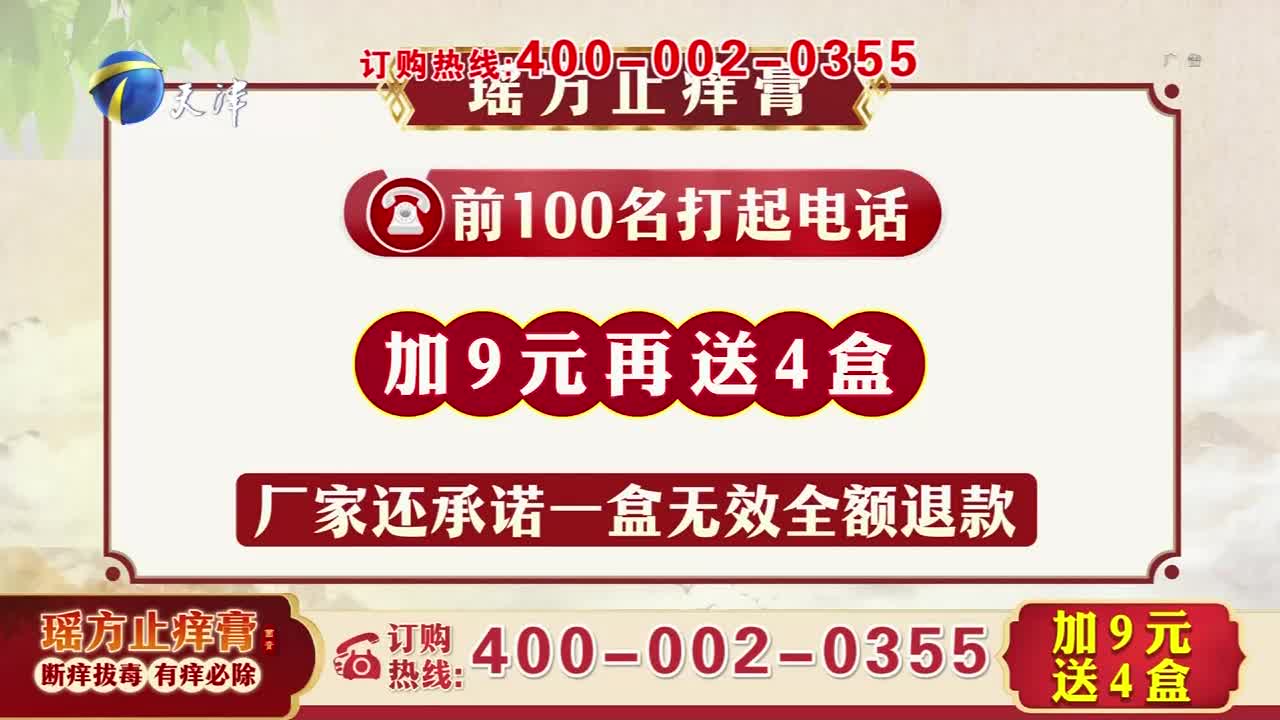 订购热线:400-002-0355
广告
天津
瑶方止痒膏
前100名打起电话
加9元再送4盒
厂家还承诺一盒无效全额退款
瑶方止痒膏
断痒拔毒 有痒必除
订购热线:400-002-0355
加9元
送4盒